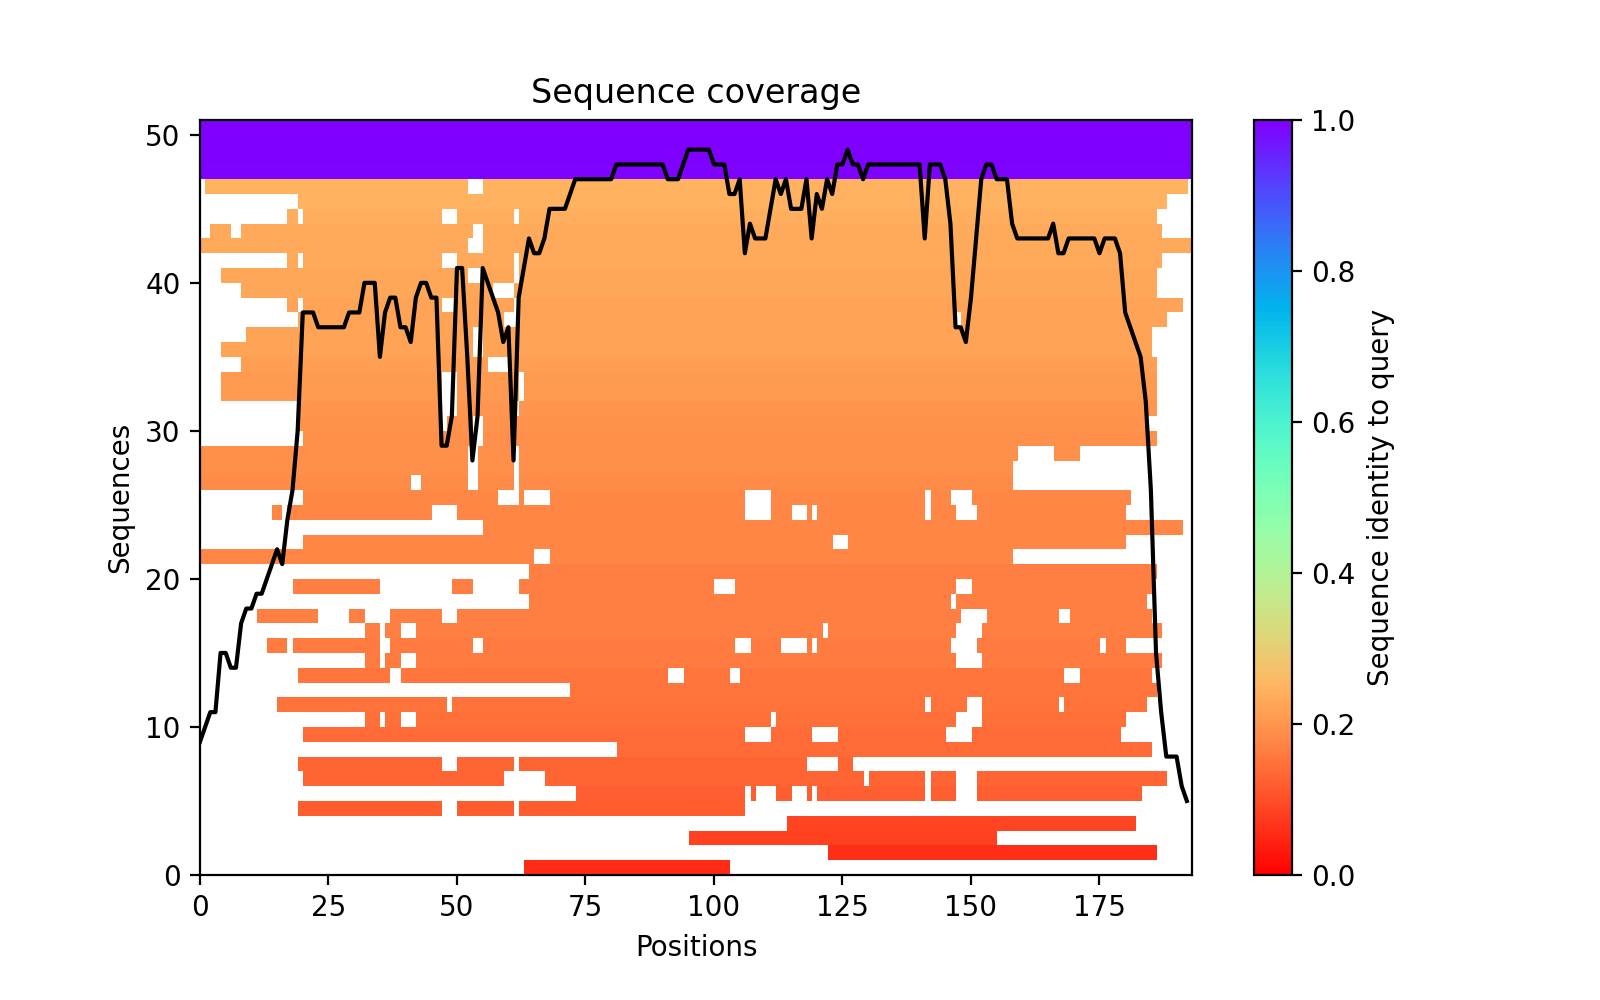 Sequence coverage
Sequences
50
40
30
20
10
0
0 25 50 75 100 125 150 175
Positions
1.0
0.8
0.6
0.4
0.2
0.0
Sequence identity to query